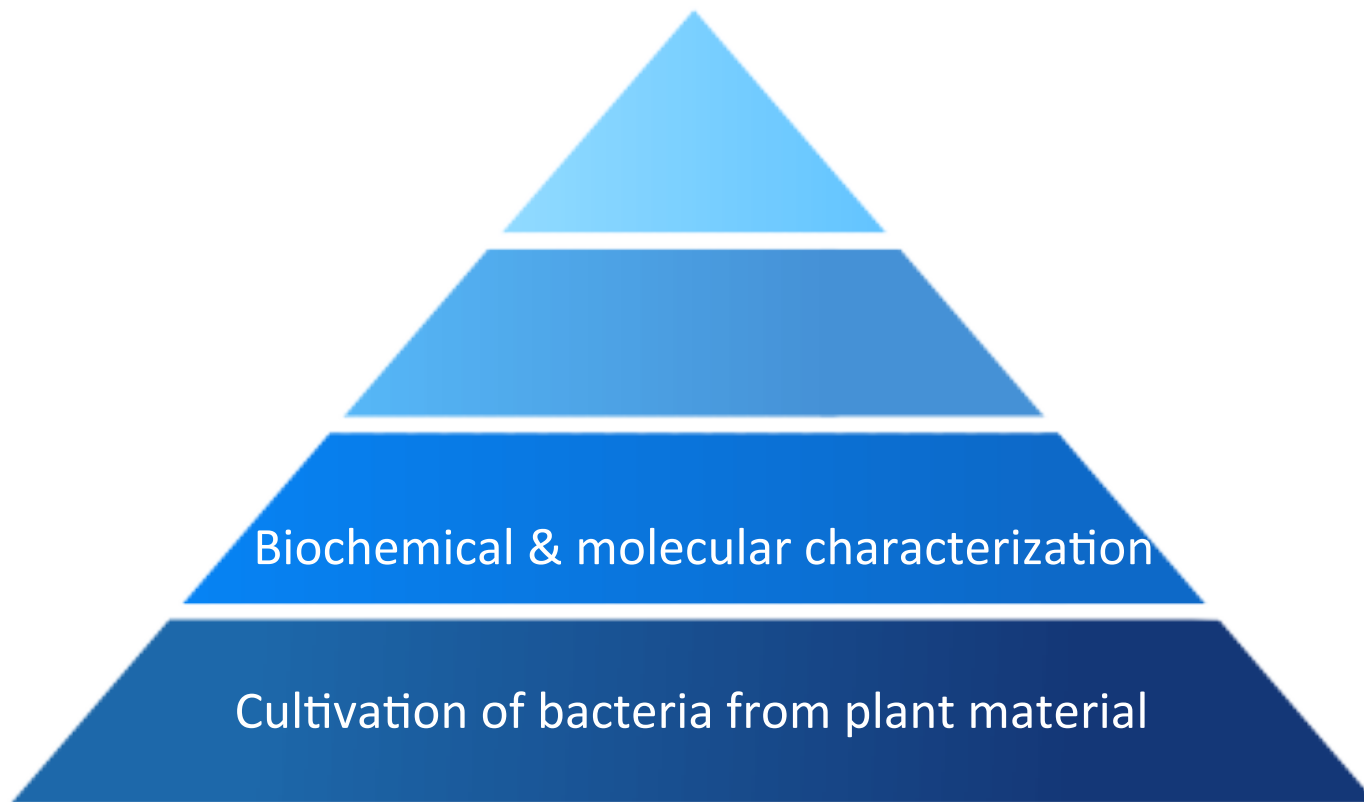 Biochemical & molecular characterization
Cultivation of bacteria from plant material